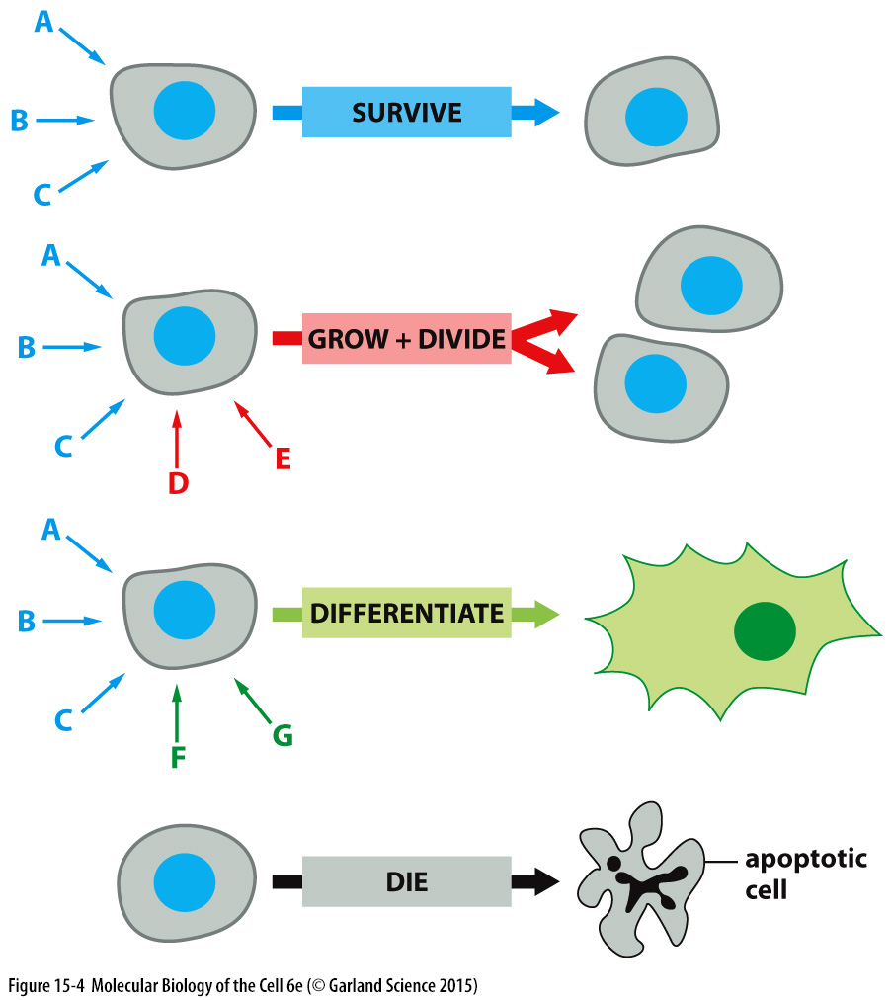 A
B
SURVIVE
C
A
B
GROW + DIVIDE
C
D
E
A
B
DIFFERENTIATE
C
F
G
DIE
apoptotic
cell
Figure 15-4 Molecular Biology of the Cell 6e (© Garland Science 2015)